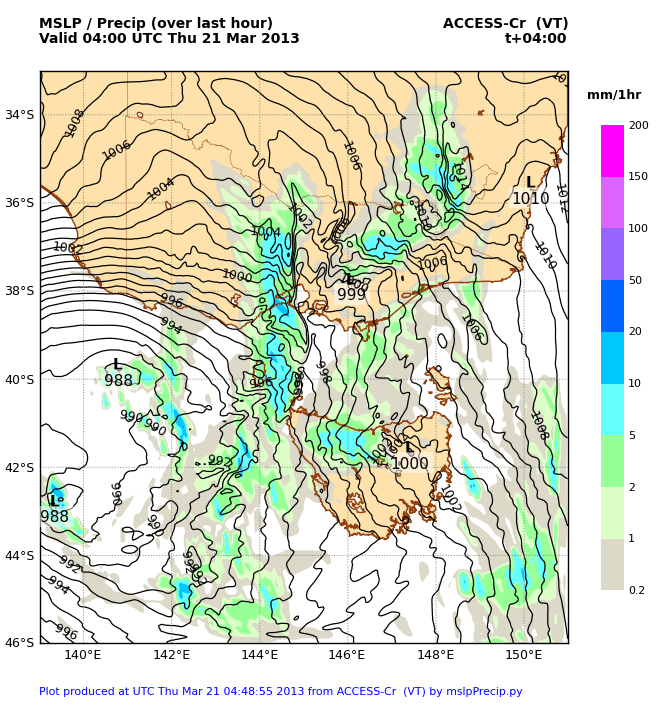 MSLP / Precip (over last hour) ACCESS-Cr (VT)
Valid 04:00 UTC Thu 21 Mar 2013 t+04:00
mm/1hr
200
150
100
50
20
10
5
2
1
0.2
34°S
36°S
38°S
40°S
42°S
44°S
46°S
1008
1006
1006
1004
1014
L
1010
1012
1002
1010
1004
1002
1010
1000
1006
L
999
996
994
1006
998
L
988
996
990
990
1008
992
1002
L
1000
1002
L
988
990
992
994
992
996
140°E 142°E 144°E 146°E 148°E 150°E
Plot produced at UTC Thu Mar 21 04:48:55 2013 from ACCESS-Cr (VT) by mslpPrecip.py